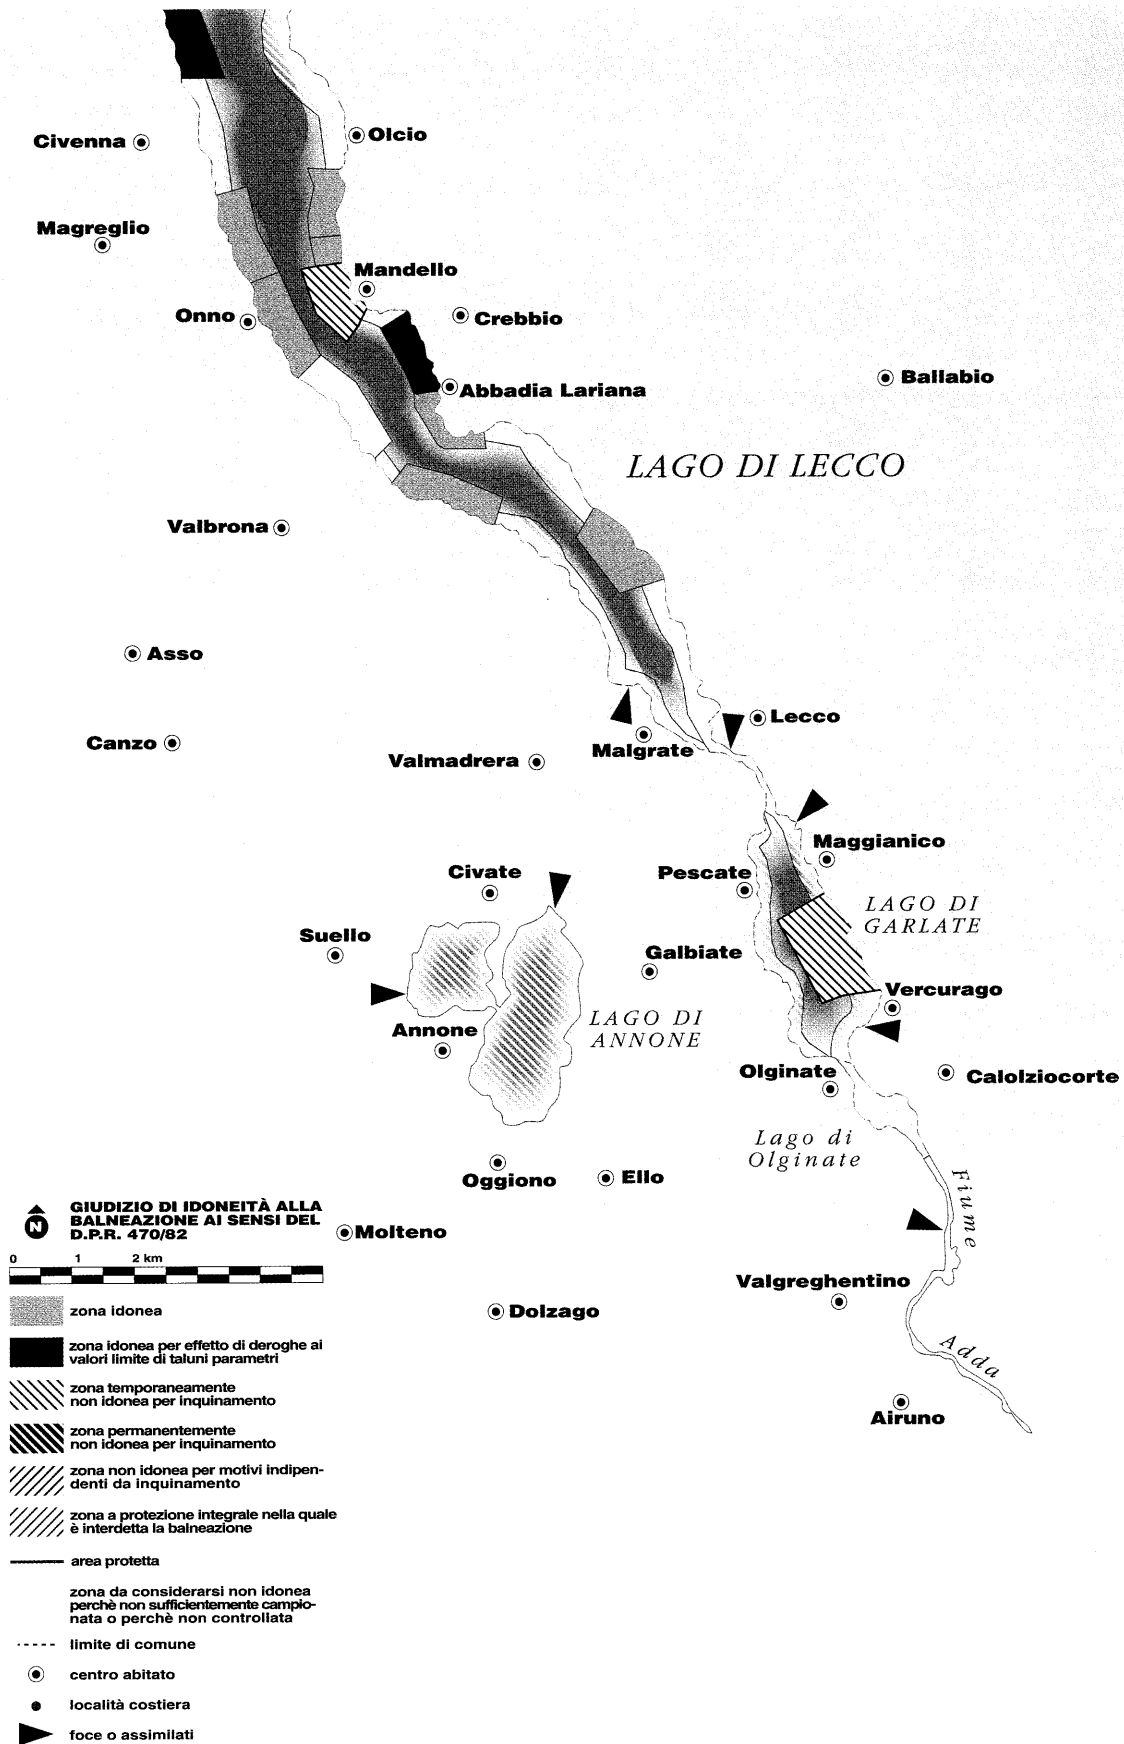 Civenna
Olcio
Magreglio
Mandello
Onno
Crebbio
Abbadia Lariana
Ballabio
LAGO DI LECCO
Valbrona
Asso
Lecco
Canzo
Malgrate
Valmadrera
Maggianico
Civate
Pescate
LAGO DI
GARLATE
Suello
Galbiate
Vercurago
LAGO DI
ANNONE
Annone
Olginate
Calolziocorte
Lago di
Olginate
Oggiono
Ello
Fiume
Adda
Molteno
Valgreghentino
Dolzago
Airuno
N
GIUDIZIO DI IDONEITÀ ALLA
BALNEAZIONE AI SENSI DEL
D.P.R. 470/82
0 1 2 km
zona idonea
zona idonea per effetto di deroghe ai
valori limite di taluni parametri
zona temporaneamente
non idonea per inquinamento
zona permanentemente
non idonea per inquinamento
zona non idonea per motivi indipen-
denti da inquinamento
zona a protezione integrale nella quale
è interdetta la balneazione
area protetta
zona da considerarsi non idonea
perchè non sufficientemente campio-
nata o perchè non controllata
limite di comune
centro abitato
località costiera
foce o assimilati